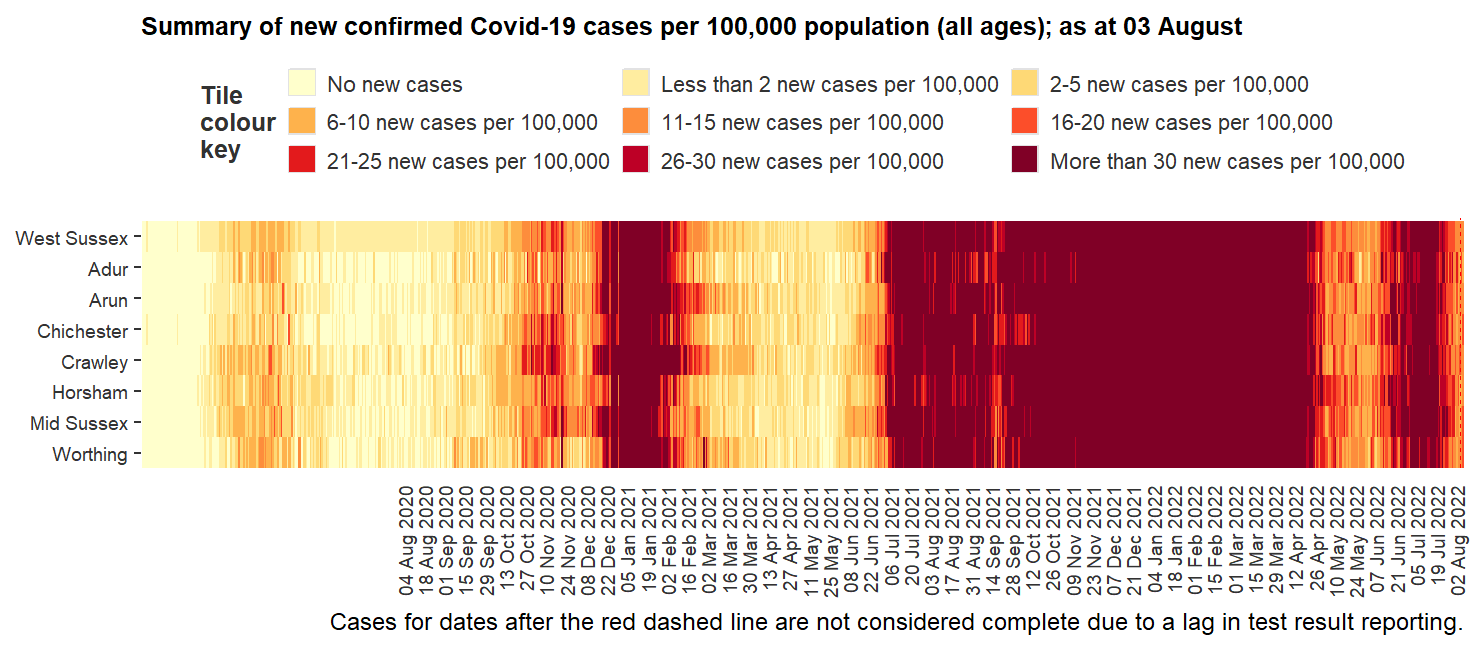 Summary of new confirmed Covid-19 cases per 100,000 population (all ages); as at 03 August
Tile
colour
key
No new cases
Less than 2 new cases per 100,000
2-5 new cases per 100,000
6-10 new cases per 100,000
11-15 new cases per 100,000
16-20 new cases per 100,000
21-25 new cases per 100,000
26-30 new cases per 100,000
More than 30 new cases per 100,000
West Sussex
Adur
Arun
Chichester
Crawley
Horsham
Mid Sussex
Worthing
04 Aug 2020
18 Aug 2020
01 Sep 2020
15 Sep 2020
29 Sep 2020
13 Oct 2020
27 Oct 2020
10 Nov 2020
24 Nov 2020
08 Dec 2020
22 Dec 2020
05 Jan 2021
19 Jan 2021
02 Feb 2021
16 Feb 2021
02 Mar 2021
16 Mar 2021
30 Mar 2021
13 Apr 2021
27 Apr 2021
11 May 2021
25 May 2021
08 Jun 2021
22 Jun 2021
06 Jul 2021
20 Jul 2021
03 Aug 2021
17 Aug 2021
31 Aug 2021
14 Sep 2021
28 Sep 2021
12 Oct 2021
26 Oct 2021
09 Nov 2021
23 Nov 2021
07 Dec 2021
21 Dec 2021
04 Jan 2022
18 Jan 2022
01 Feb 2022
15 Feb 2022
01 Mar 2022
15 Mar 2022
29 Mar 2022
12 Apr 2022
26 Apr 2022
10 May 2022
24 May 2022
07 Jun 2022
21 Jun 2022
05 Jul 2022
19 Jul 2022
02 Aug 2022
Cases for dates after the red dashed line are not considered complete due to a lag in test result reporting.